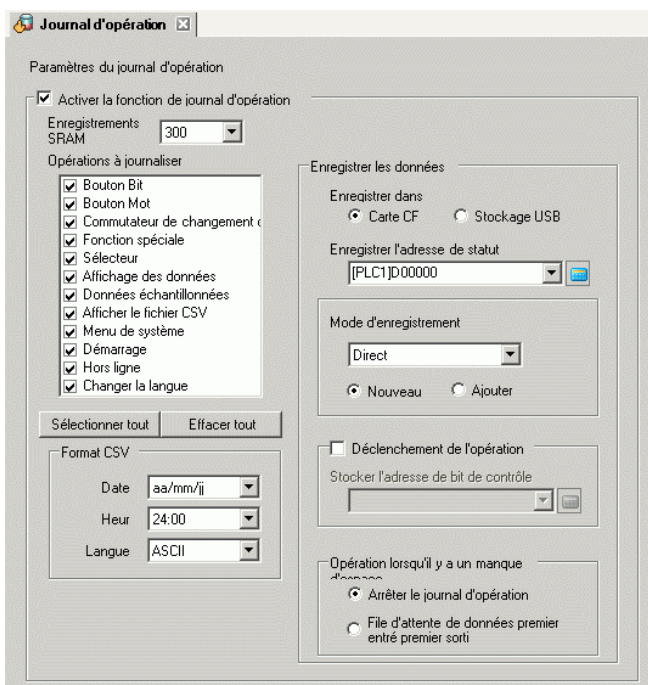 Journal d'opération
Paramètres du journal d'opération
Activer la fonction de journal d'opération
Enregistrements
SRAM
300
Opérations à journaliser
Bouton Bit
Bouton Mot
Commutateur de changement
Fonction spéciale
Sélecteur
Affichage des données
Données échantillonnées
Afficher le fichier CSV
Menu de système
Démarrage
Hors ligne
Changer la langue
Sélectionner tout
Effacer tout
Format CSV
Date
aa/mm/jj
Heur
24:00
Langue
ASCII
Enregistrer les données
Enregistrer dans
Carte CF
Stockage USB
Enregistrer l'adresse de statut
[PLC1]D00000
Mode d'enregistrement
Direct
Nouveau
Ajouter
Déclenchement de l'opération
Stocker l'adresse de bit de contrôle
Opération lorsqu'il y a un manque
Arrêter le journal d'opération
File d'attente de données premier
entré premier sorti